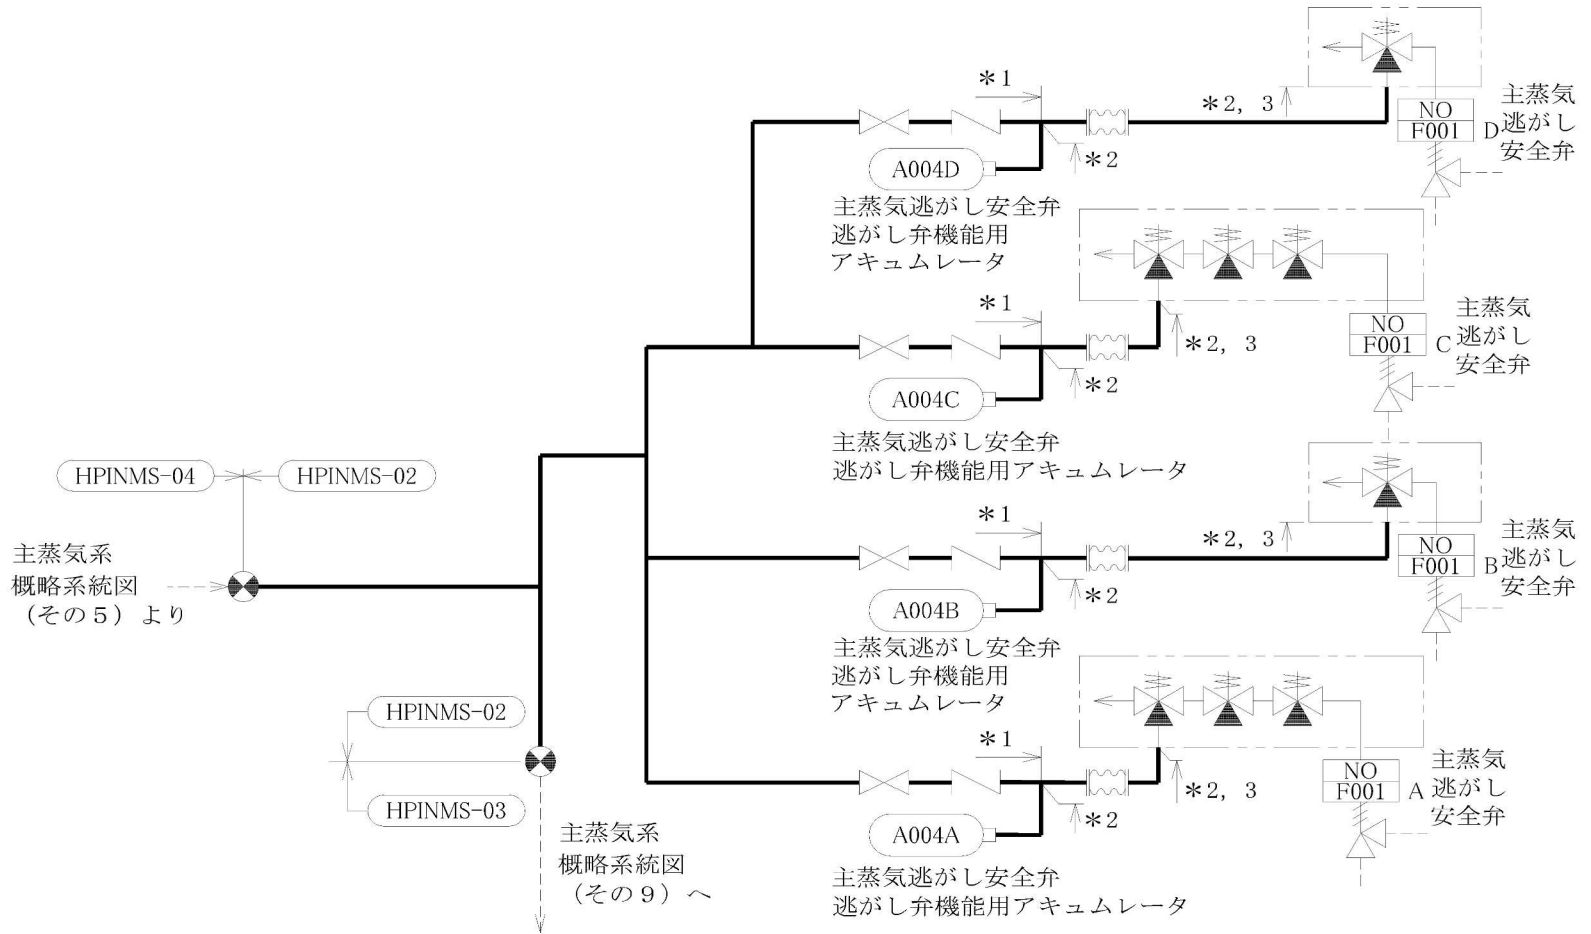 *1
*2, 3
NO
F001
D
主蒸気
逃がし
安全弁
A004D
*2
主蒸気逃がし安全弁
逃がし弁機能用
アキュムレータ
*1
*2, 3
NO
F001
C
主蒸気
逃がし
安全弁
A004C
*2
主蒸気逃がし安全弁
逃がし弁機能用アキュムレータ
HPINMS-04
HPINMS-02
*1
*2, 3
NO
F001
B
主蒸気
逃がし
安全弁
主蒸気系
概略系統図
(その5)より
A004B
*2
主蒸気逃がし安全弁
逃がし弁機能用
アキュムレータ
HPINMS-02
HPINMS-03
*1
*2, 3
NO
F001
A
主蒸気
逃がし
安全弁
A004A
*2
主蒸気系
概略系統図
(その9)へ
主蒸気逃がし安全弁
逃がし弁機能用アキュムレータ